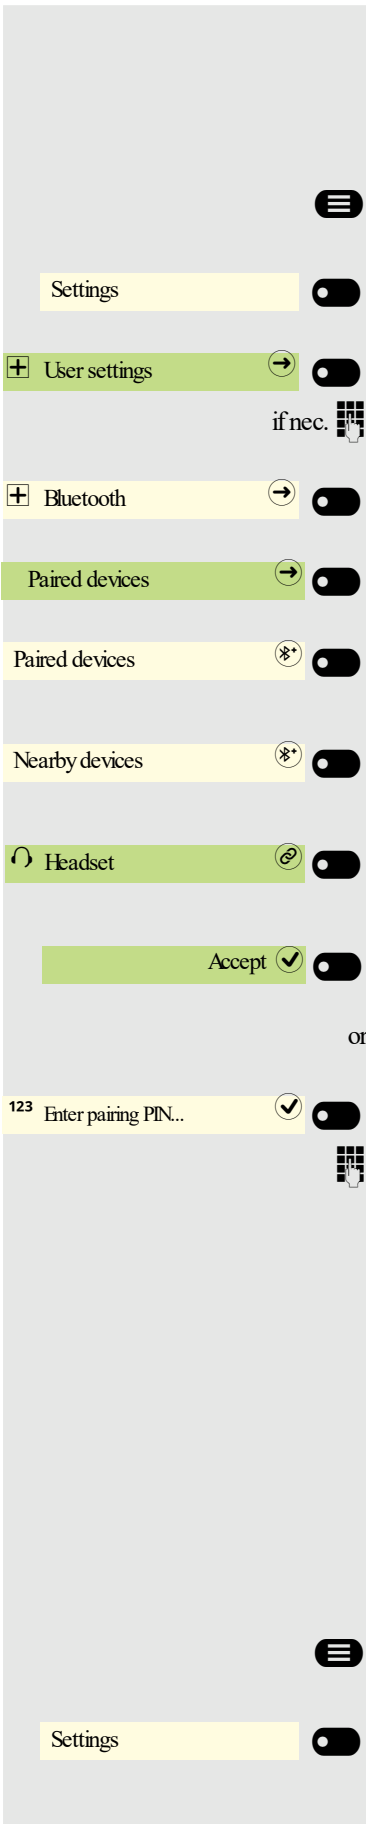 Settings
User settings
if nec.
Bluetooth
Paired devices
Paired devices
Nearby devices
Headset
Accept
or
123 Enter pairing PIN...
Settings